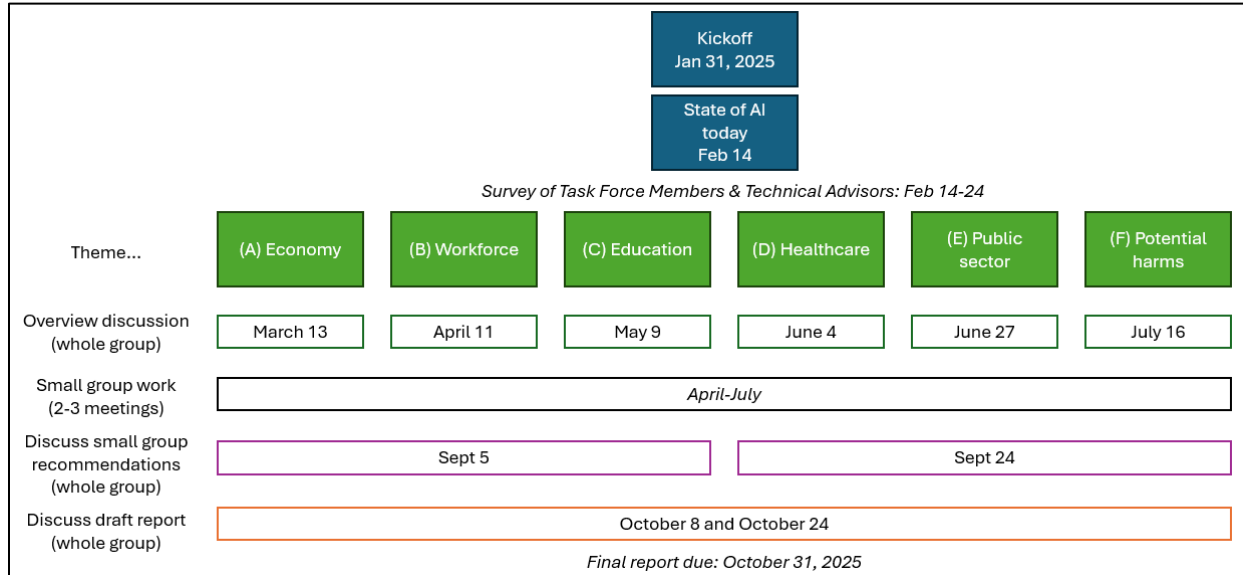 Kickoff
Jan 31, 2025
State of AI
today
Feb 14
Survey of Task Force Members & Technical Advisors: Feb 14-24
Theme...
(A) Economy
(B) Workforce
(C) Education
(D) Healthcare
(E) Public
sector
(F) Potential
harms
Overview discussion
(whole group)
March 13
April 11
May 9
June 4
June 27
July 16
Small group work
(2-3 meetings)
April-July
Discuss small group
recommendations
(whole group)
Sept 5
Sept 24
Discuss draft report
(whole group)
October 8 and October 24
Final report due: October 31, 2025